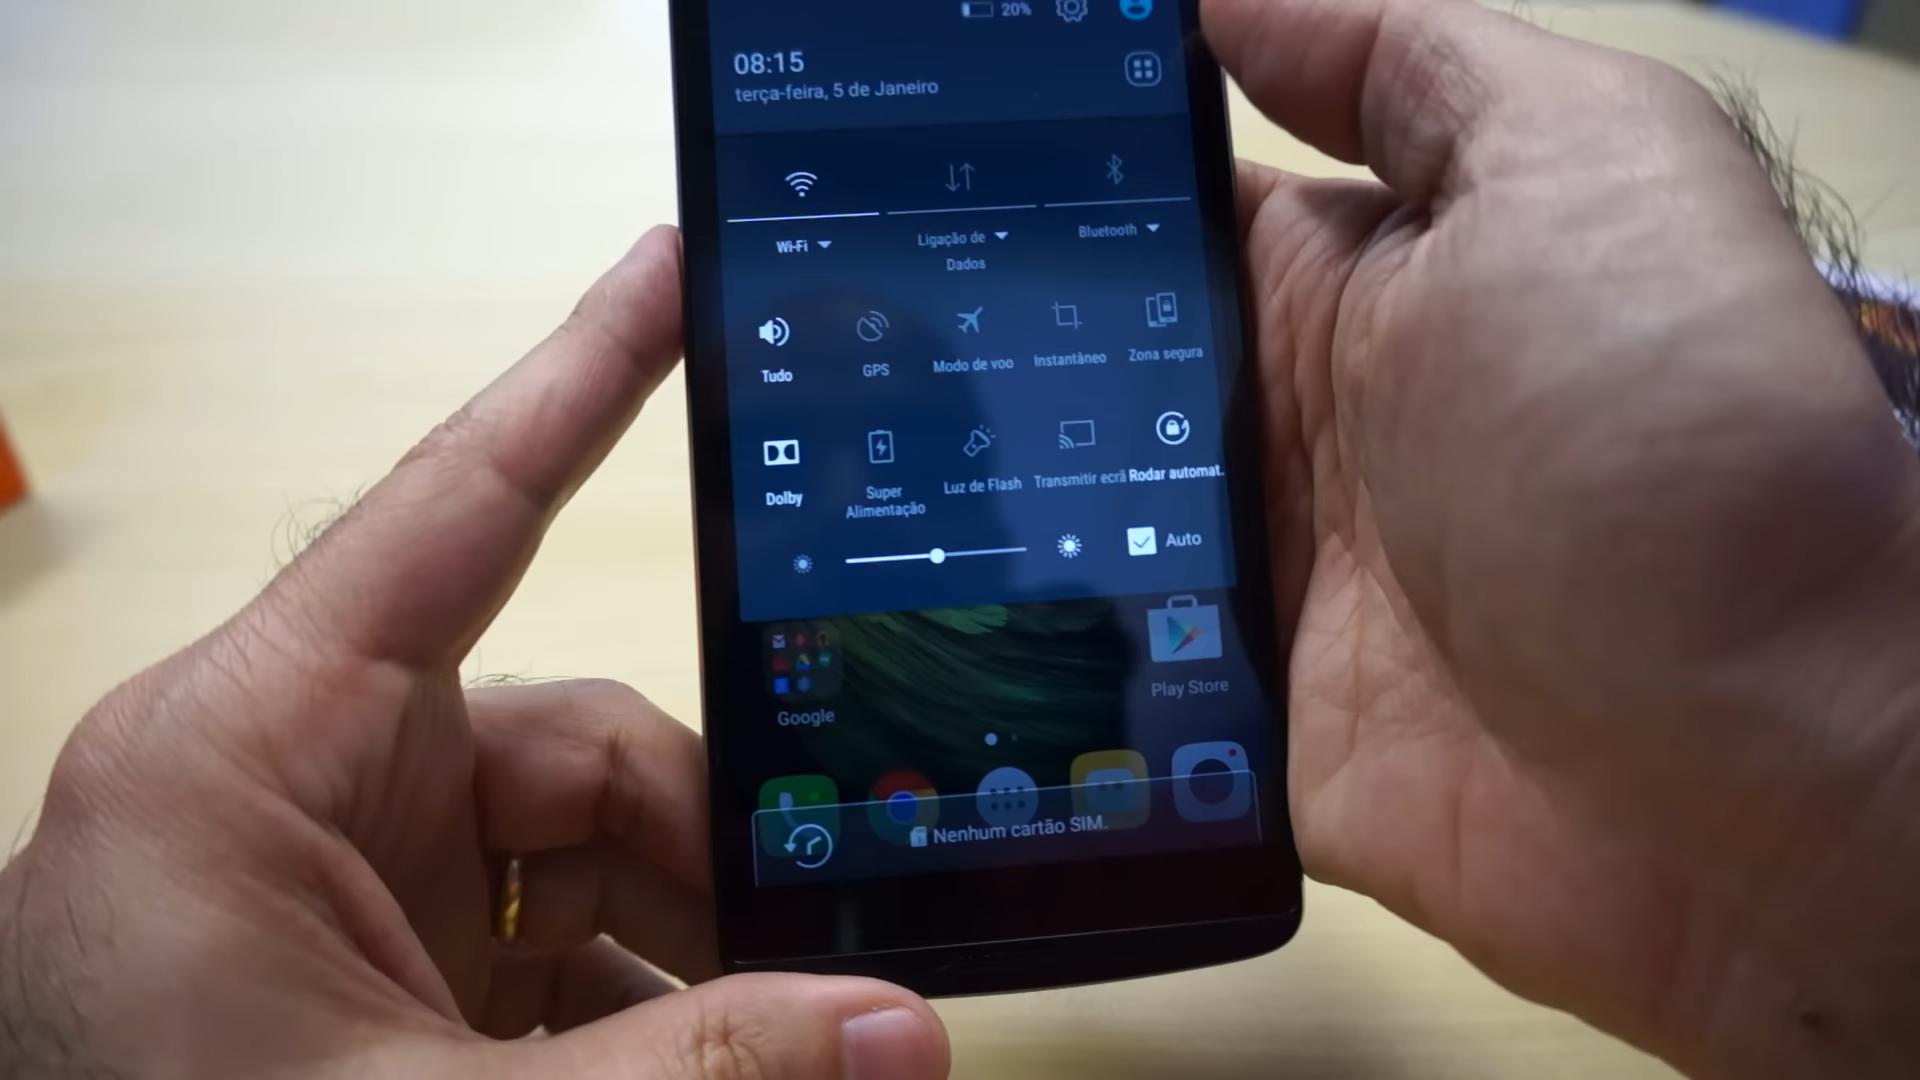 20%
08:15
terça-feira, 5 de Janeiro
Wi-Fi
Ligação de
Dados
Bluetooth
Tudo
GPS
Modo de voo
Instantâneo
Zona segura
Dolby
Super
Alimentação
Luz de Flash
Transmitir ecrã
Rodar automat.
Auto
Google
Play Store
Nenhum cartão SIM.